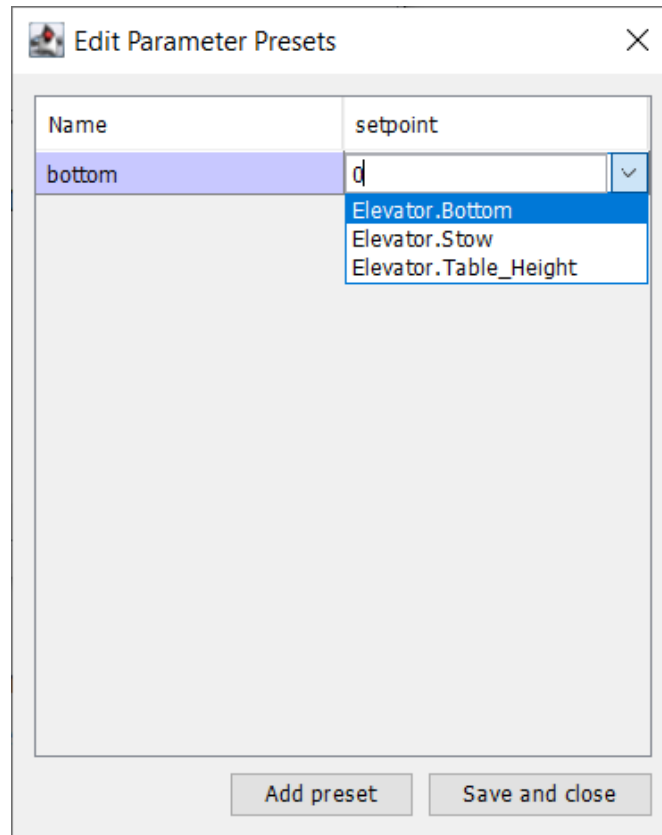 Edit Parameter Presets
Name setpoint
bottom 0
Elevator.Bottom
Elevator.Stow
Elevator.Table_Height
Add preset Save and close